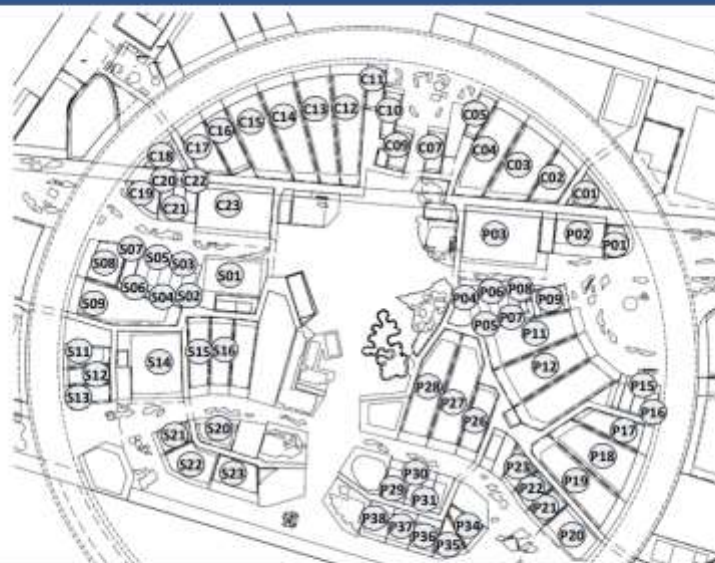 C11
C10
C09
C07
C05
C12
C13
C14
C15
C16
C17
C18
C04
C03
C02
C01
C20
C22
C19
C21
C23
P03
P02
P01
S07
S08
S05
S03
S01
S06
S04
S02
S09
P04
P06
P08
P09
P05
P07
P11
P12
S11
S12
S13
S14
S15
S16
P28
P27
P26
P15
P16
P17
P18
P19
P20
S21
S20
S22
S23
P23
P22
P21
P30
P29
P31
P38
P37
P36
P35
P34